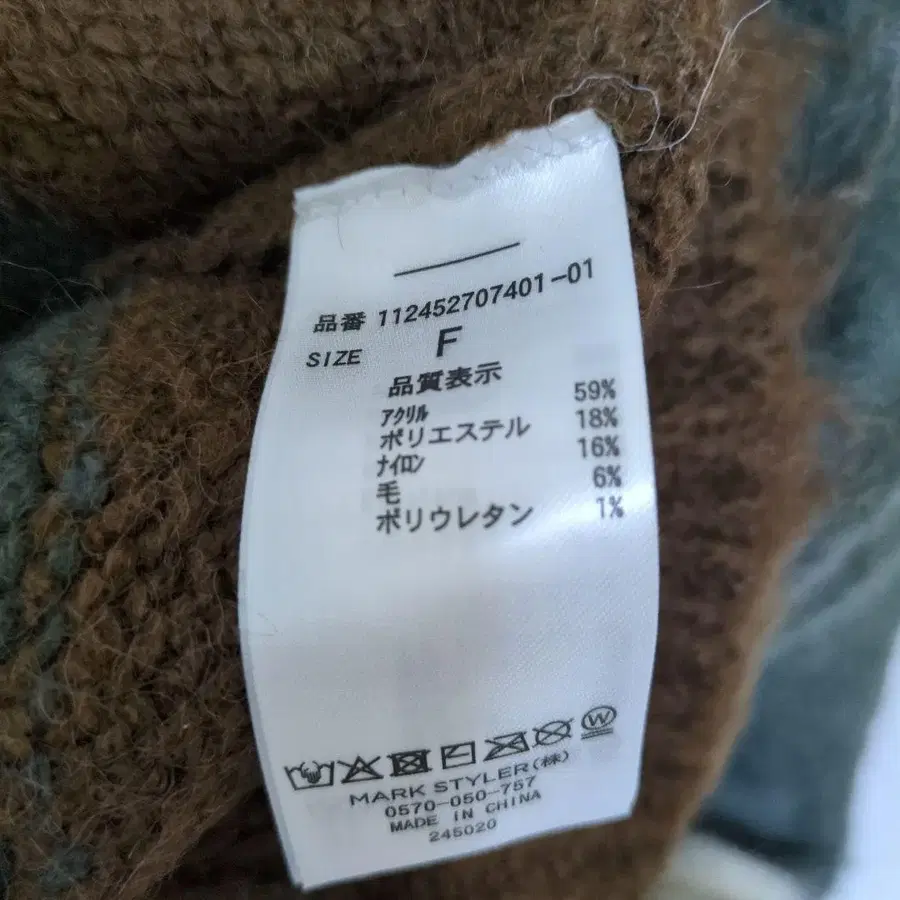 品番 112452707401-01
SIZE F
品質表示
ｱｸﾘﾙ 59%
ポリエステル 18%
ﾅｲﾛﾝ 16%
毛 6%
ポリウレタン 1%
W
MARK STYLER(株)
0570-050-757
MADE IN CHINA
245020